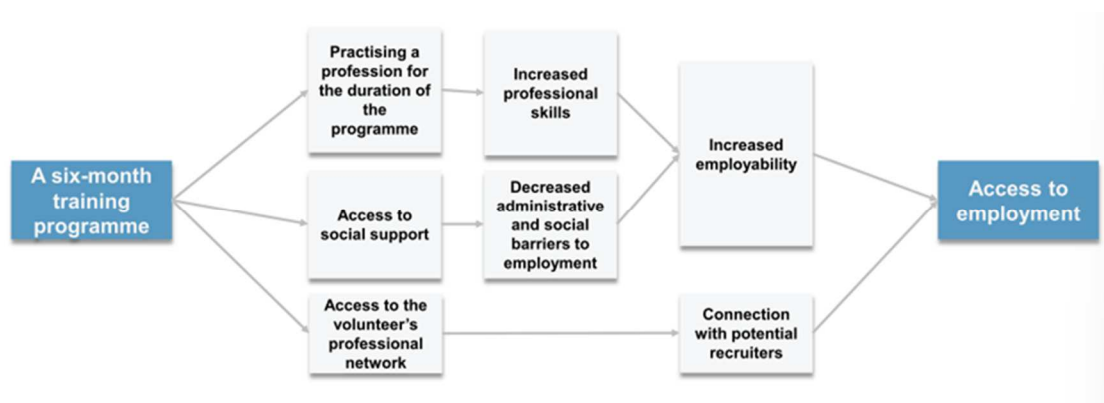 A six-month
training
programme
Practising a
profession for
the duration of
the
programme
Increased
professional
skills
Access to
social support
Decreased
administrative
and social
barriers to
employment
Increased
employability
Access to the
volunteer's
professional
network
Connection
with potential
recruiters
Access to
employment